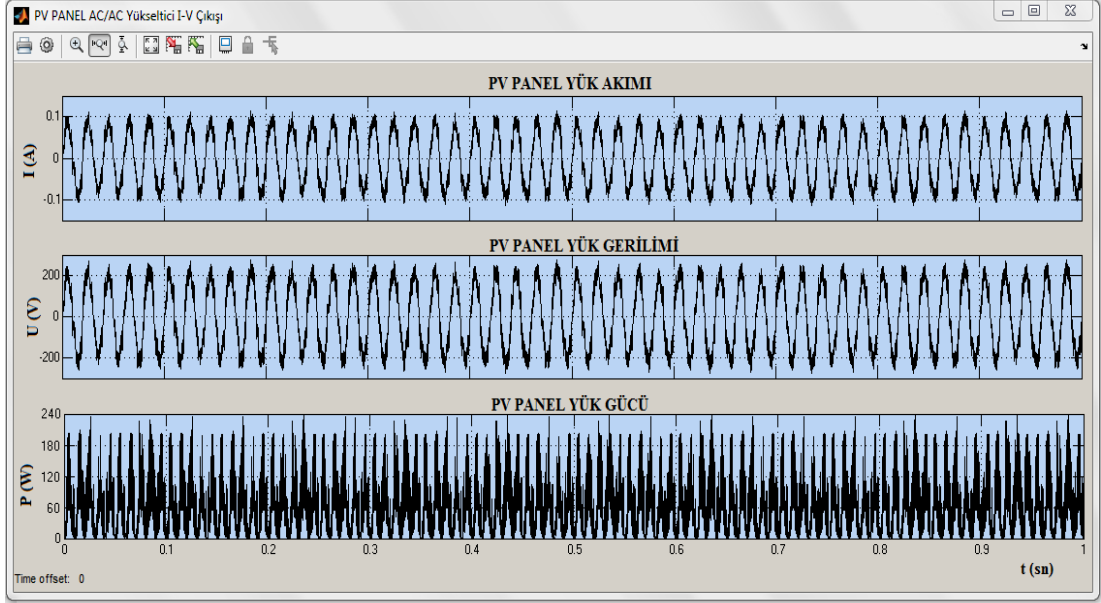 PV PANEL AC/AC Yükseltici I-V Çıkışı
PV PANEL YÜK AKIMI
I (A)
0.1
0
-0.1
PV PANEL YÜK GERİLİMİ
U (V)
200
0
-200
PV PANEL YÜK GÜCÜ
P (W)
240
180
120
60
0
0 0.1 0.2 0.3 0.4 0.5 0.6 0.7 0.8 0.9 1
t (sn)
Time offset: 0